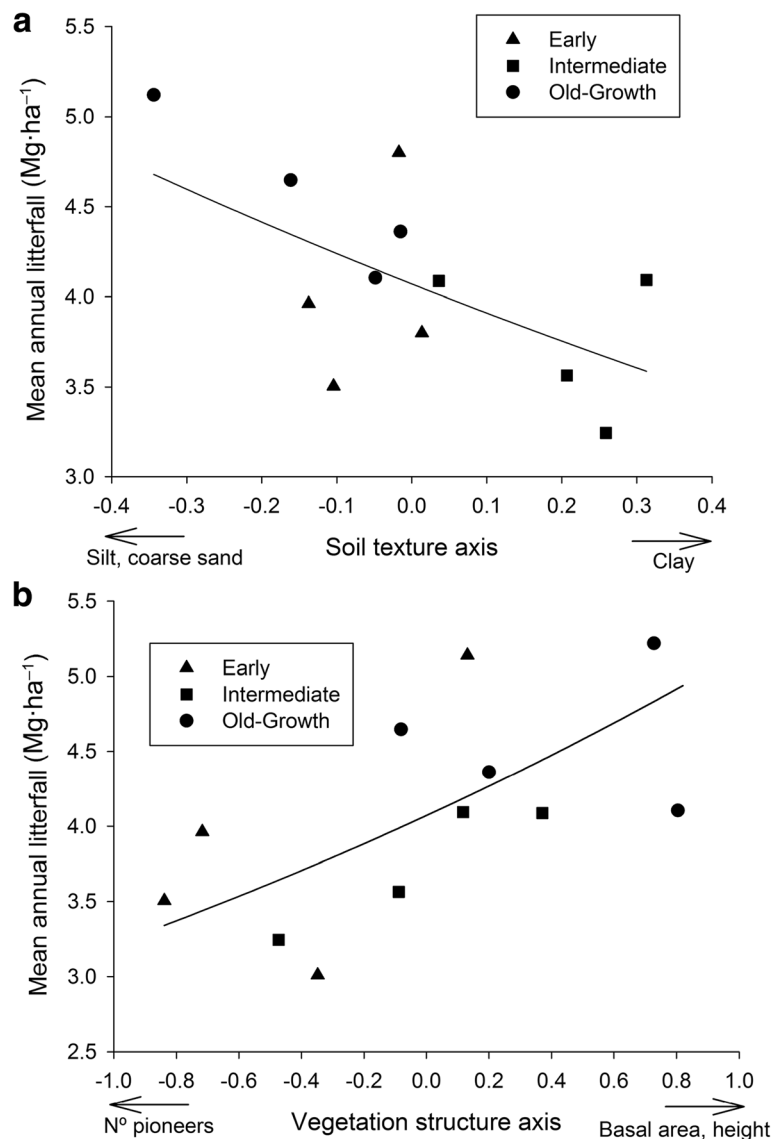 a
Early
Intermediate
Old-Growth
Mean annual litterfall (Mg·ha⁻¹)
5.5
5.0
4.5
4.0
3.5
3.0
-0.4 -0.3 -0.2 -0.1 0.0 0.1 0.2 0.3 0.4
Silt, coarse sand Soil texture axis Clay
b
Early
Intermediate
Old-Growth
Mean annual litterfall (Mg·ha⁻¹)
5.5
5.0
4.5
4.0
3.5
3.0
2.5
-1.0 -0.8 -0.6 -0.4 -0.2 0.0 0.2 0.4 0.6 0.8 1.0
Nº pioneers Vegetation structure axis Basal area, height